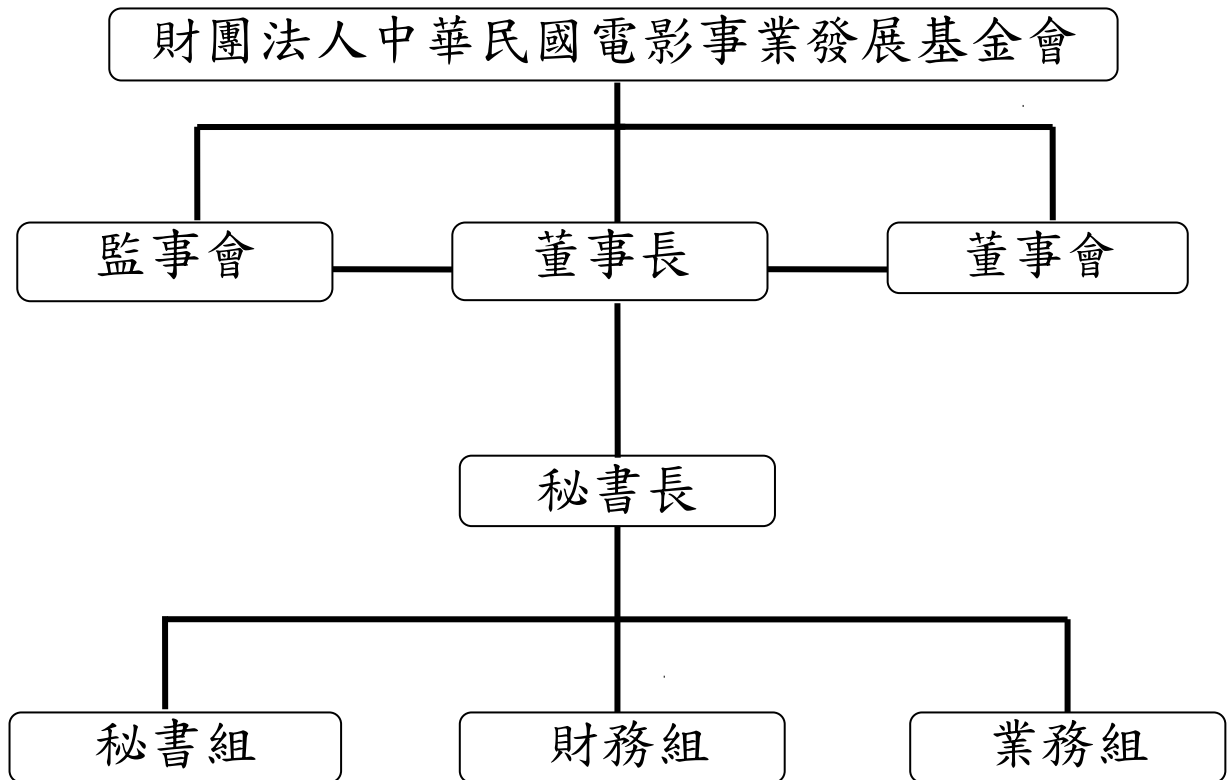 財團法人中華民國電影事業發展基金會
監事會
董事長
董事會
秘書長
秘書組
財務組
業務組